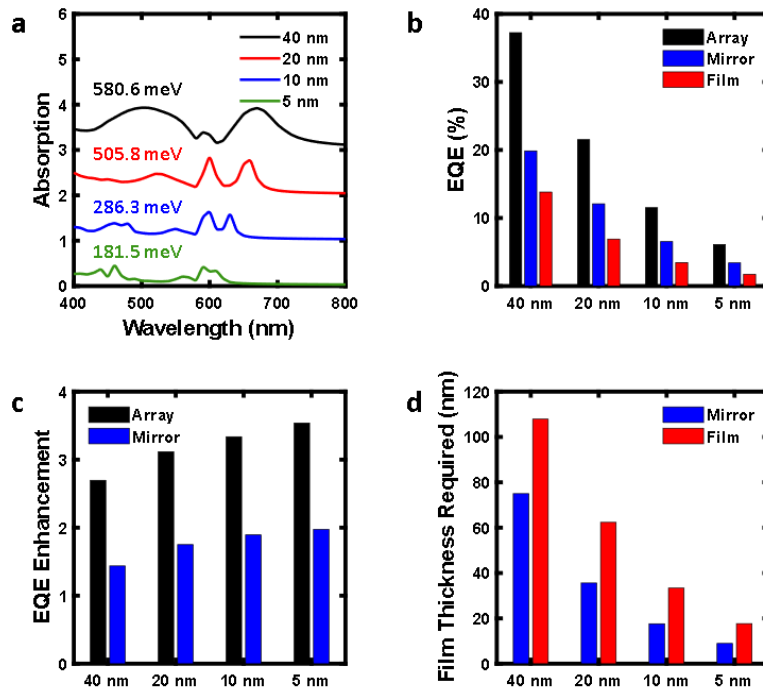 a
6
5
4
3
2
1
0
40 nm
20 nm
10 nm
5 nm
580.6 meV
505.8 meV
286.3 meV
181.5 meV
Absorption
400 500 600 700 800
Wavelength (nm)
b
40
30
20
10
0
Array
Mirror
Film
EQE (%)
40 nm 20 nm 10 nm 5 nm
c
4
3
2
1
0
Array
Mirror
EQE Enhancement
40 nm 20 nm 10 nm 5 nm
d
120
100
80
60
40
20
0
Mirror
Film
Film Thickness Required (nm)
40 nm 20 nm 10 nm 5 nm